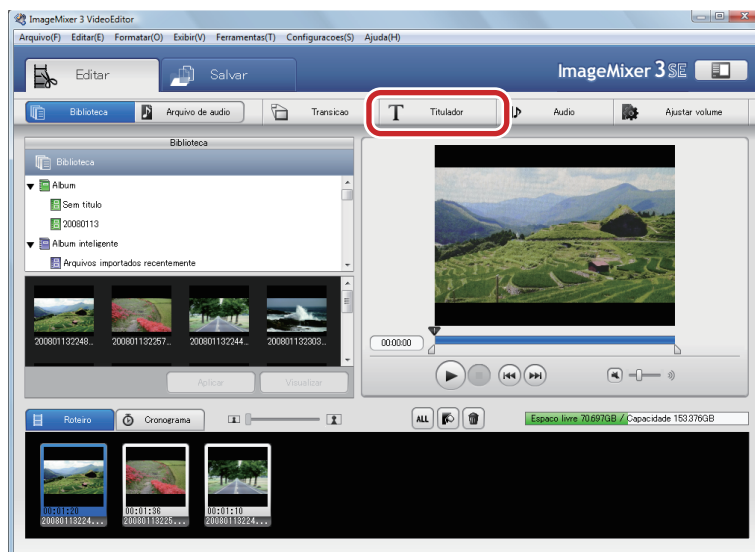 ImageMixer 3 VideoEditor
Arquivo(F) Editar(E) Formatar(O) Exibir(V) Ferramentas(T) Configuracoes(S) Ajuda(H)
Editar Salvar ImageMixer 3 SE
Biblioteca Arquivo de audio Transicao T Titulador Audio Ajustar volume
Biblioteca
Biblioteca
Album
Sem titulo
20080113
Album inteligente
Arquivos importados recentemente
200801132248... 200801132257... 200801132244... 200801132303...
00:00:00
Aplicar Visualizar
Roteiro Cronograma ALL Espaco livre 70.697GB / Capacidade 153.376GB
00:01:20 00:01:36 00:01:10
20080113224... 20080113225... 20080113224...